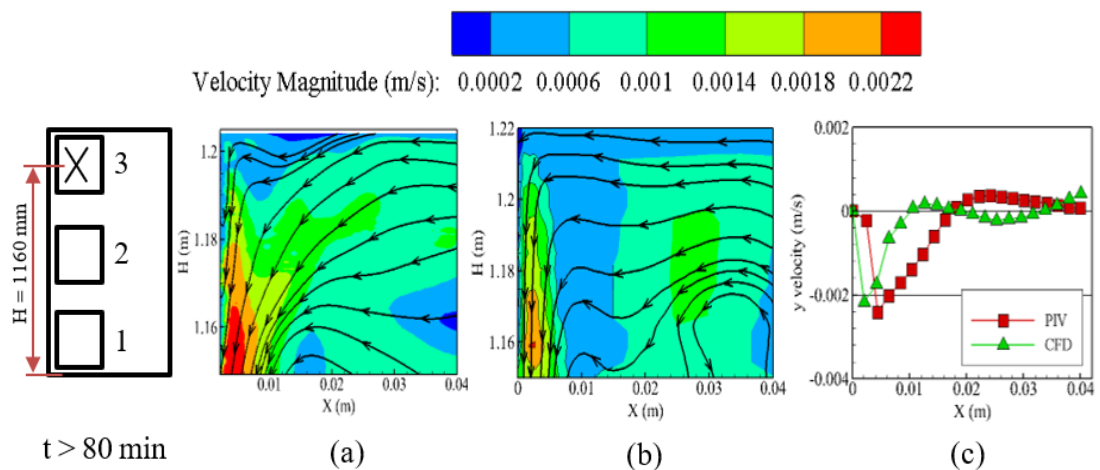 Velocity Magnitude (m/s): 0.0002 0.0006 0.001 0.0014 0.0018 0.0022
H = 1160 mm
3
2
1
t > 80 min
H (m)
1.2
1.18
1.16
0.01 0.02 0.03 0.04
X (m)
(a)
H (m)
1.22
1.2
1.18
1.16
0 0.01 0.02 0.03 0.04
X (m)
(b)
y velocity (m/s)
0.002
0
-0.002
-0.004
PIV
CFD
0 0.01 0.02 0.03 0.04
X (m)
(c)